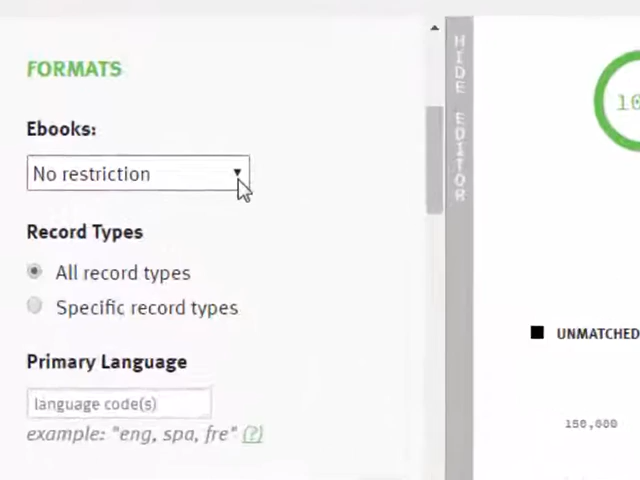 FORMATS
Ebooks:
No restriction
Record Types
All record types
Specific record types
Primary Language
language code(s)
example: "eng, spa, fre" (?)
HIDE EDITOR
UNMATCHED
150,000